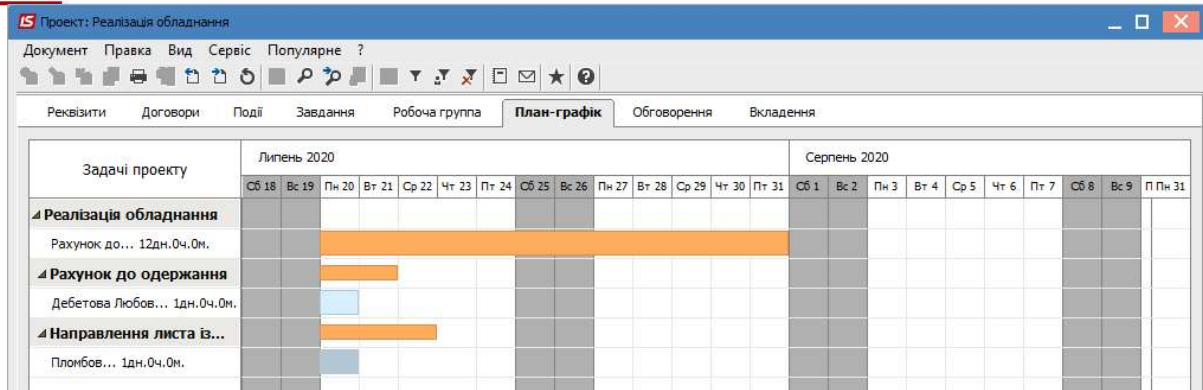 Проект: Реалізація обладнання
Документ Правка Вид Сервіс Популярне ?
Реквізити Договори Події Завдання Робоча группа План-графік Обговорення Вкладення
Задачі проекту Липень 2020 Серпень 2020
Сб 18 Вс 19 Пн 20 Вт 21 Ср 22 Чт 23 Пт 24 Сб 25 Вс 26 Пн 27 Вт 28 Ср 29 Чт 30 Пт 31 Сб 1 Вс 2 Пн 3 Вт 4 Ср 5 Чт 6 Пт 7 Сб 8 Вс 9 П Пн 31
Реалізація обладнання
Рахунок до... 12дн.0ч.0м.
Рахунок до одержання
Дебетова Любов... 1дн.0ч.0м.
Направлення листа із...
Пломбов... 1дн.0ч.0м.